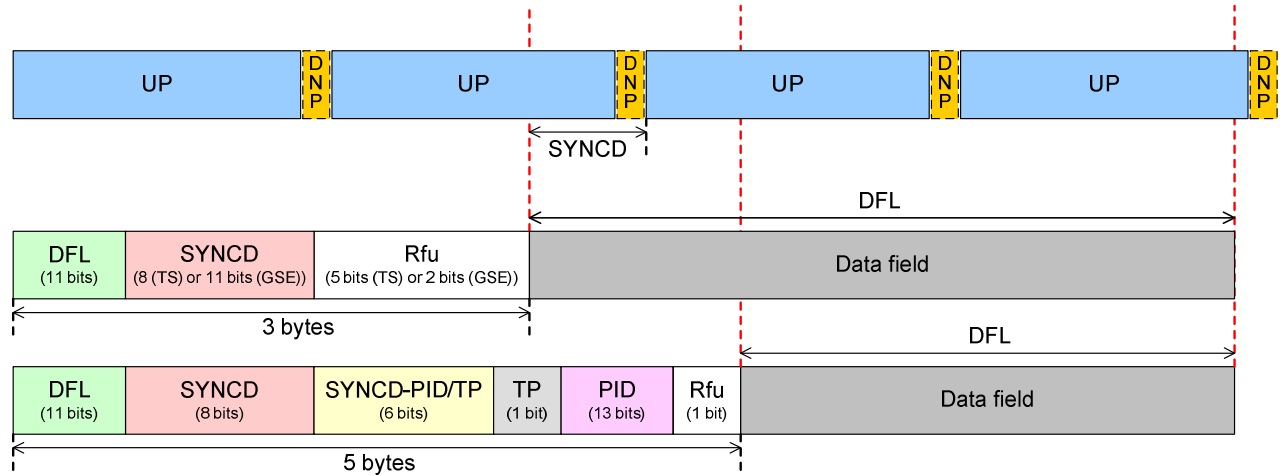 UP
D
N
P
UP
D
N
P
UP
D
N
P
UP
D
N
P
SYNCD
DFL
DFL
(11 bits)
SYNCD
(8 (TS) or 11 bits (GSE))
Rfu
(5 bits (TS) or 2 bits (GSE))
Data field
3 bytes
DFL
DFL
(11 bits)
SYNCD
(8 bits)
SYNCD-PID/TP
(6 bits)
TP
(1 bit)
PID
(13 bits)
Rfu
(1 bit)
Data field
5 bytes